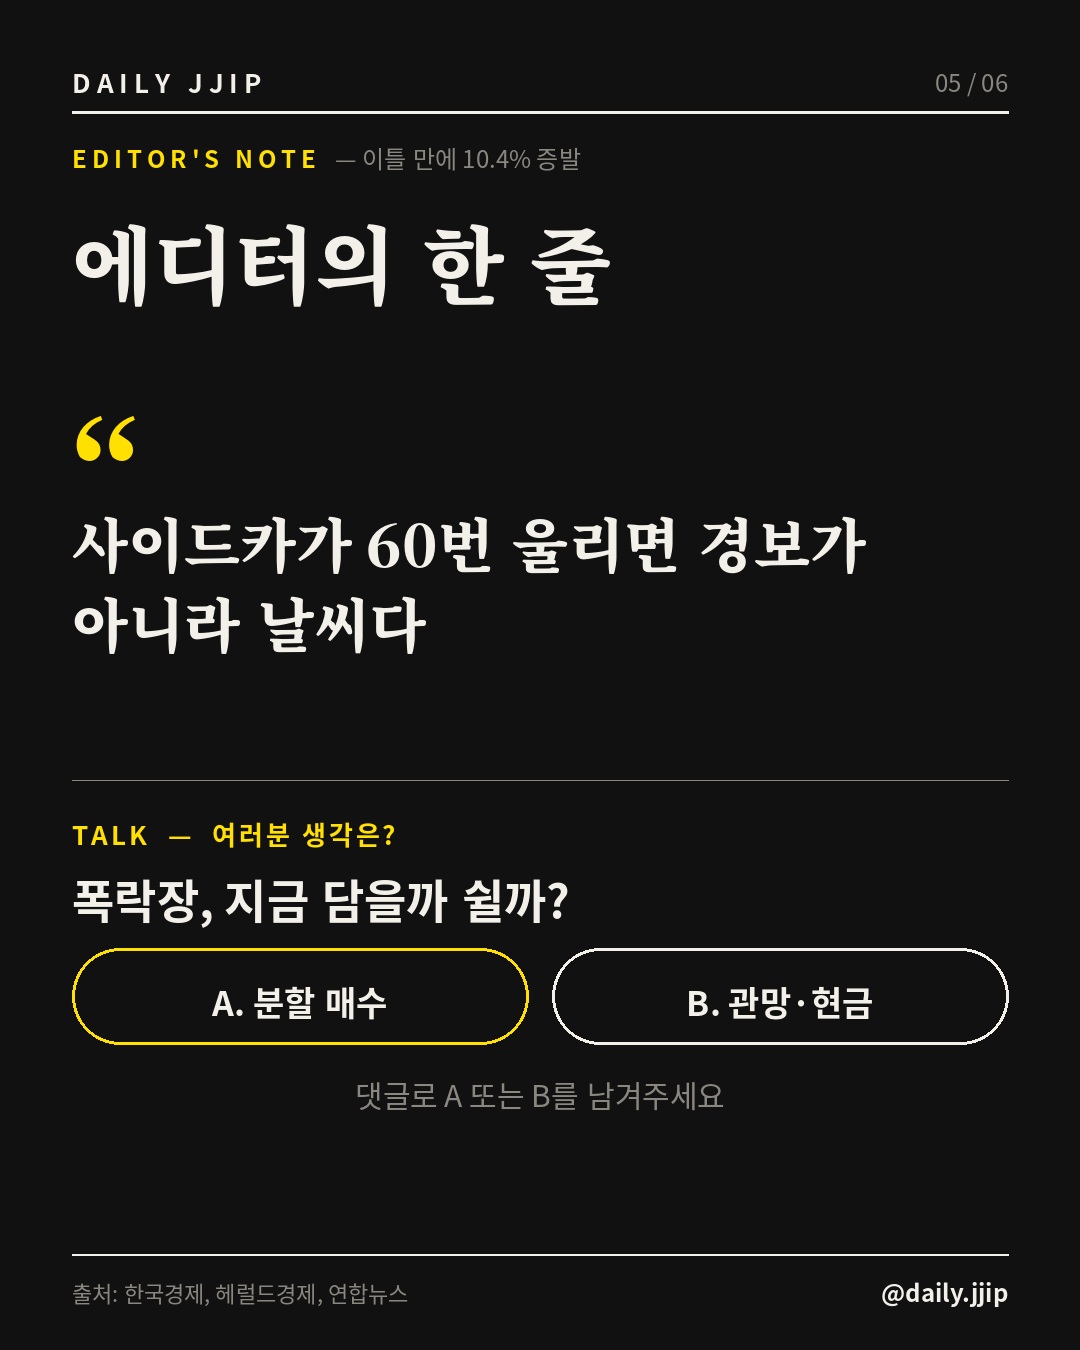 DAILY JJIP
05 / 06
EDITOR'S NOTE — 이틀 만에 10.4% 증발
에디터의 한 줄
“
사이드카가 60번 울리면 경보가
아니라 날씨다
TALK — 여러분 생각은?
폭락장, 지금 담을까 쉴까?
A. 분할 매수
B. 관망·현금
댓글로 A 또는 B를 남겨주세요
출처: 한국경제, 헤럴드경제, 연합뉴스
@daily.jjip